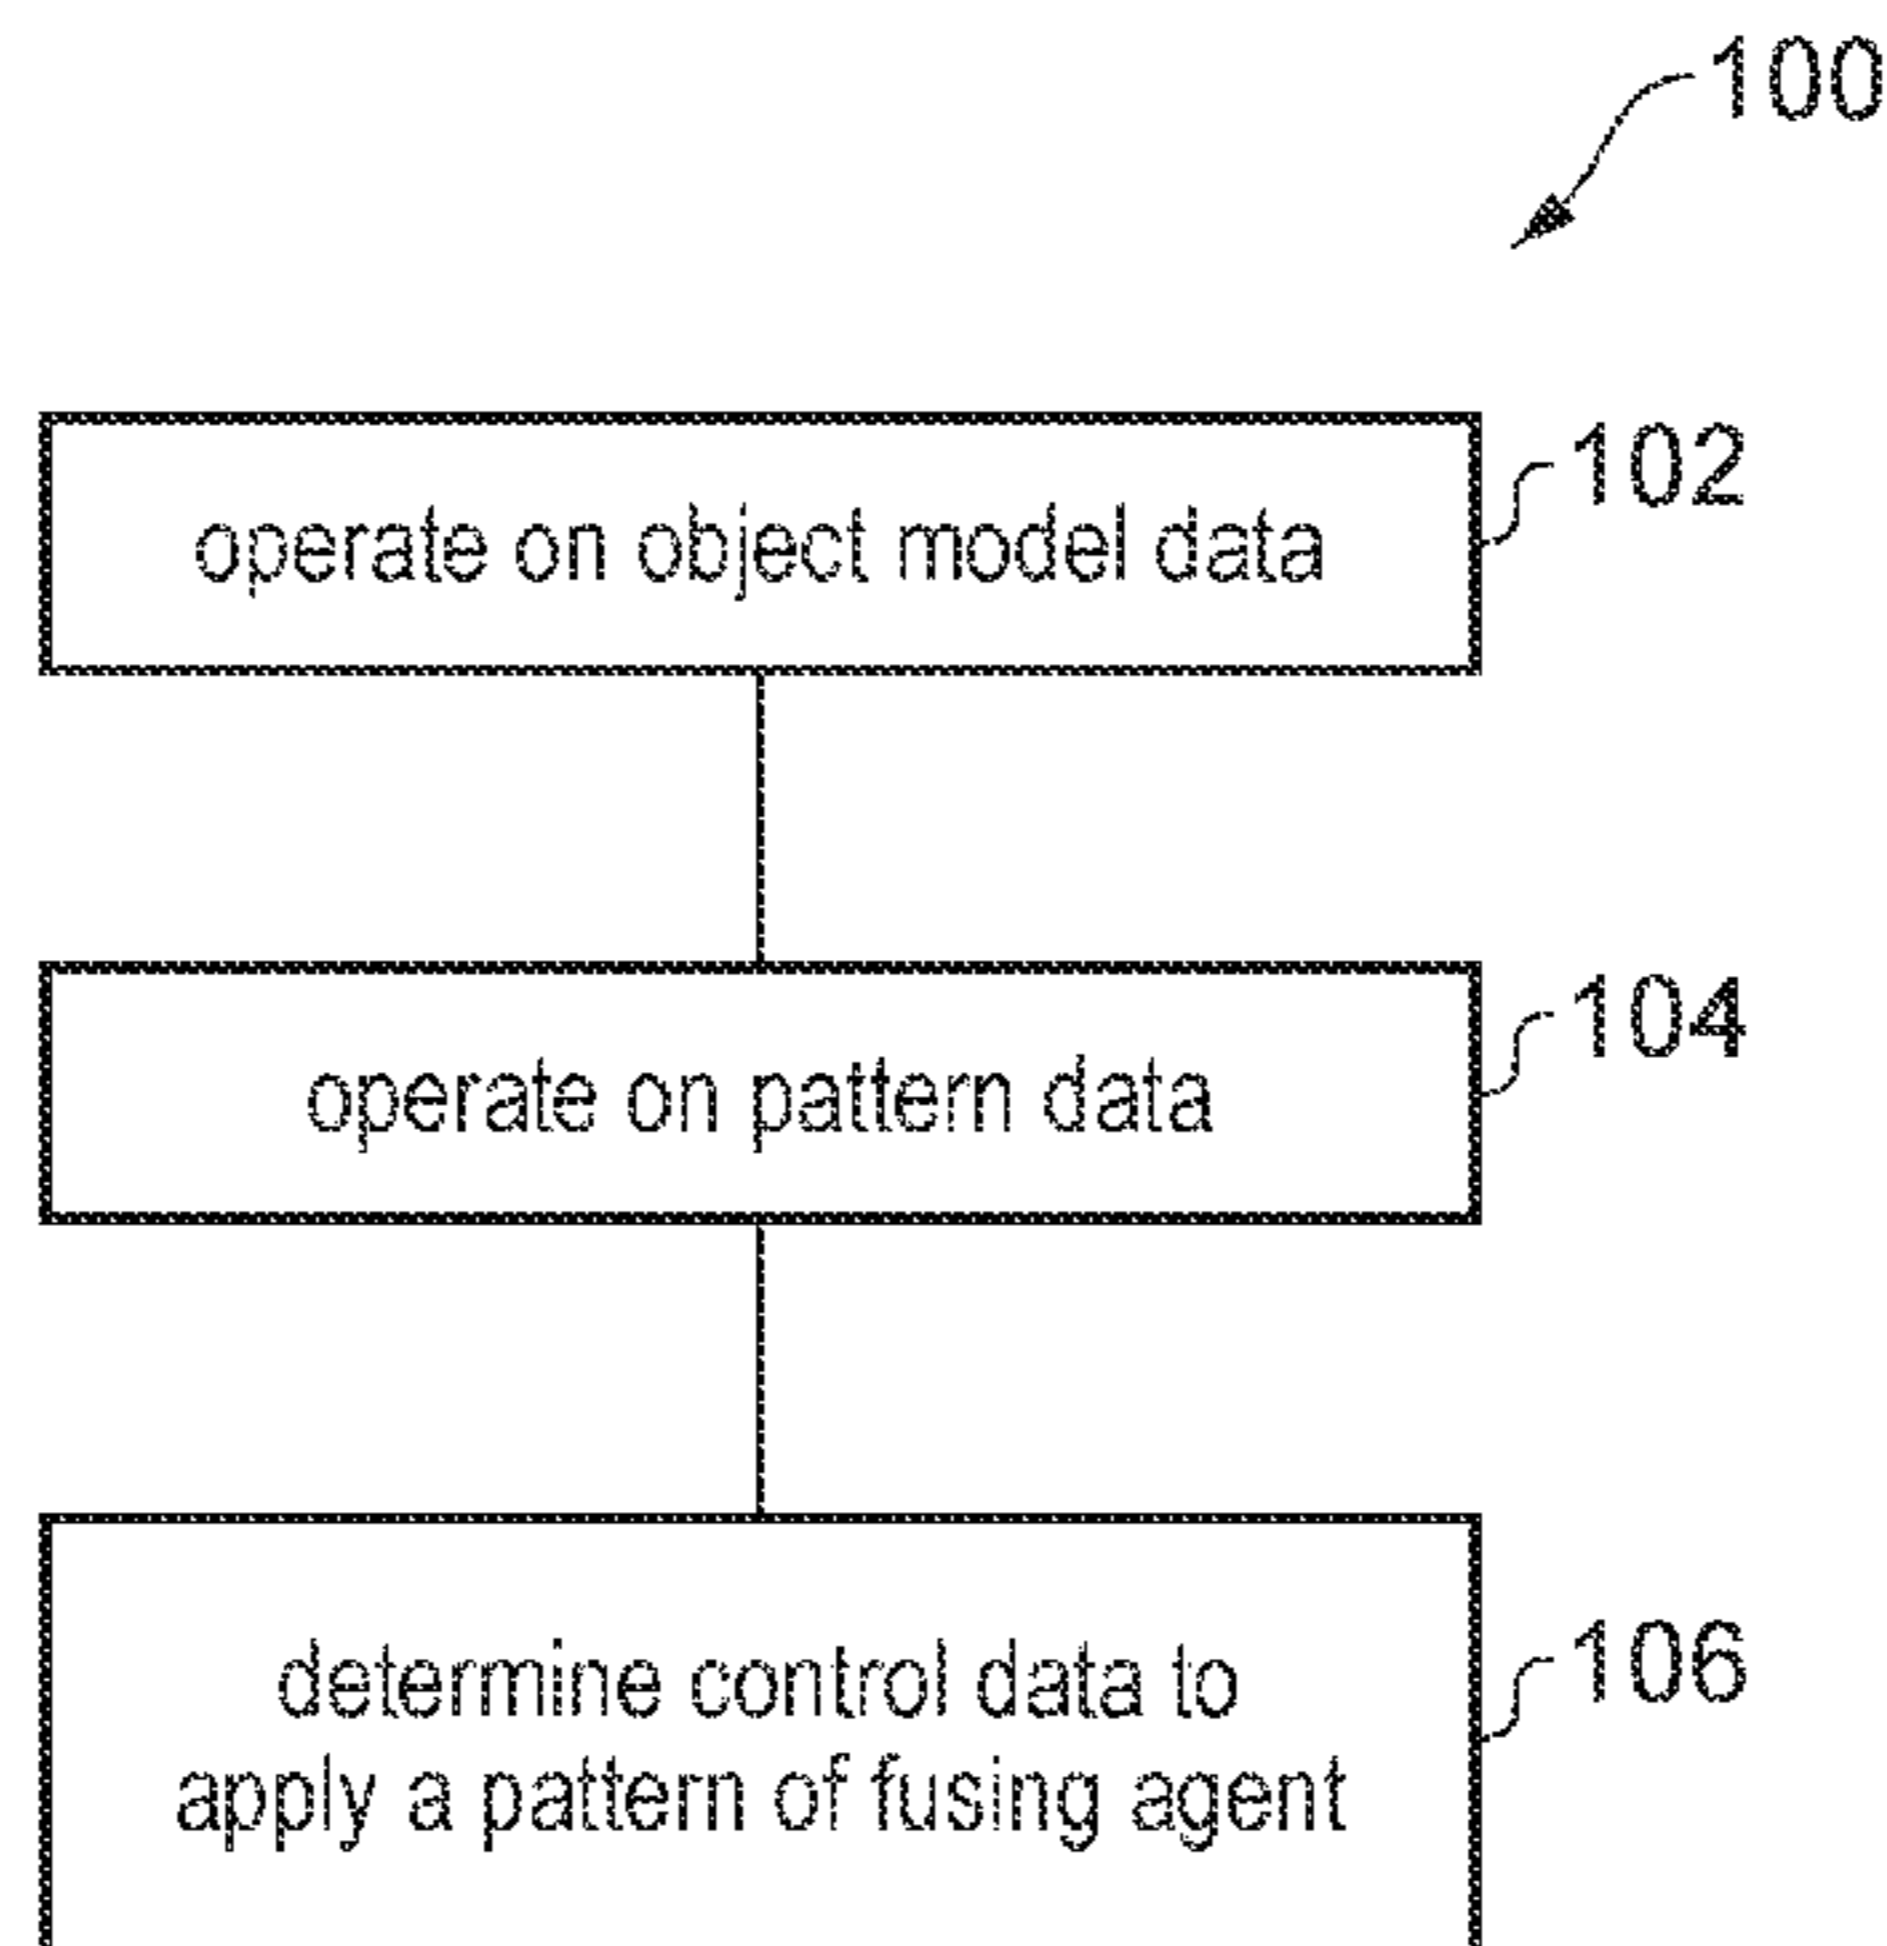 100
operate on object model data
102
operate on pattern data
104
determine control data to
apply a pattern of fusing agent
106